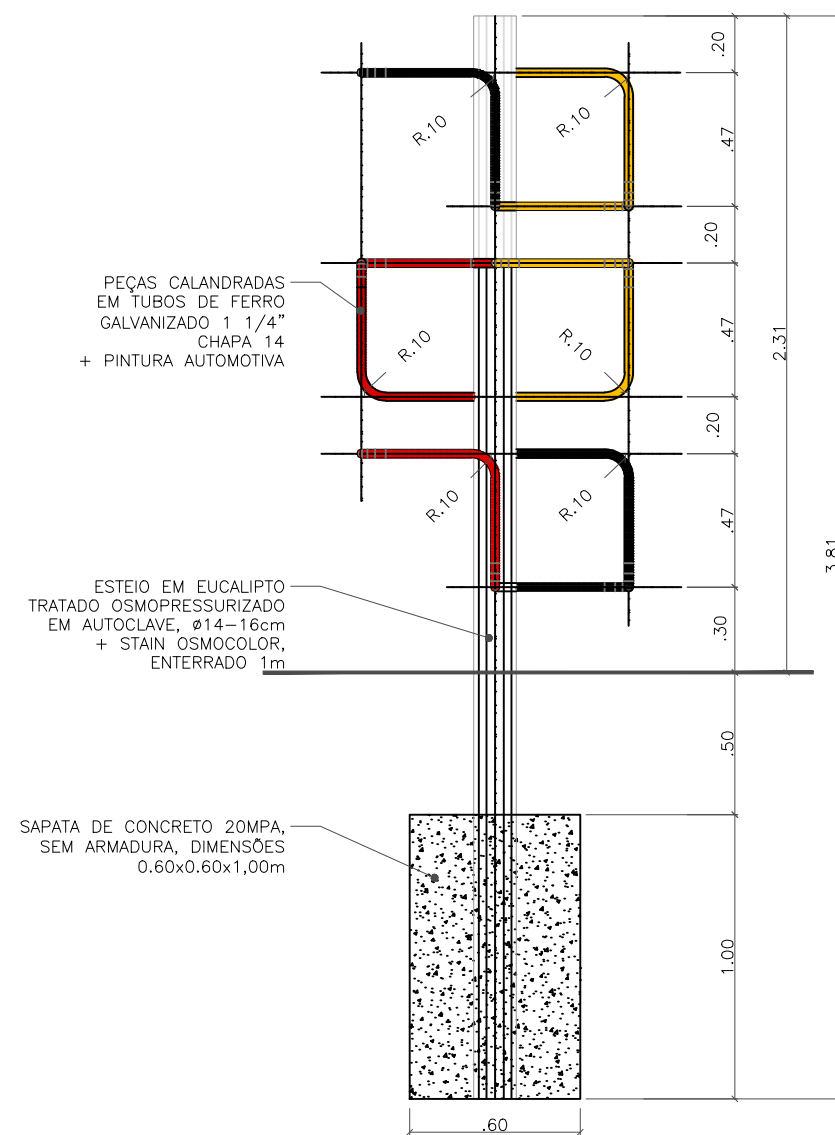 .20
R.10
R.10
.47
.20
PEÇAS CALANDRADAS
EM TUBOS DE FERRO
GALVANIZADO 1 1/4”
CHAPA 14
+ PINTURA AUTOMOTIVA
R.10
R.10
.47
2.31
.20
R.10
R.10
.47
3.81
ESTEIO EM EUCALIPTO
TRATADO OSMOPRESSURIZADO
EM AUTOCLAVE, ø14-16cm
+ STAIN OSMOCOLOR,
ENTERRADO 1m
.30
.50
SAPATA DE CONCRETO 20MPA,
SEM ARMADURA, DIMENSÕES
0.60x0.60x1,00m
1.00
.60